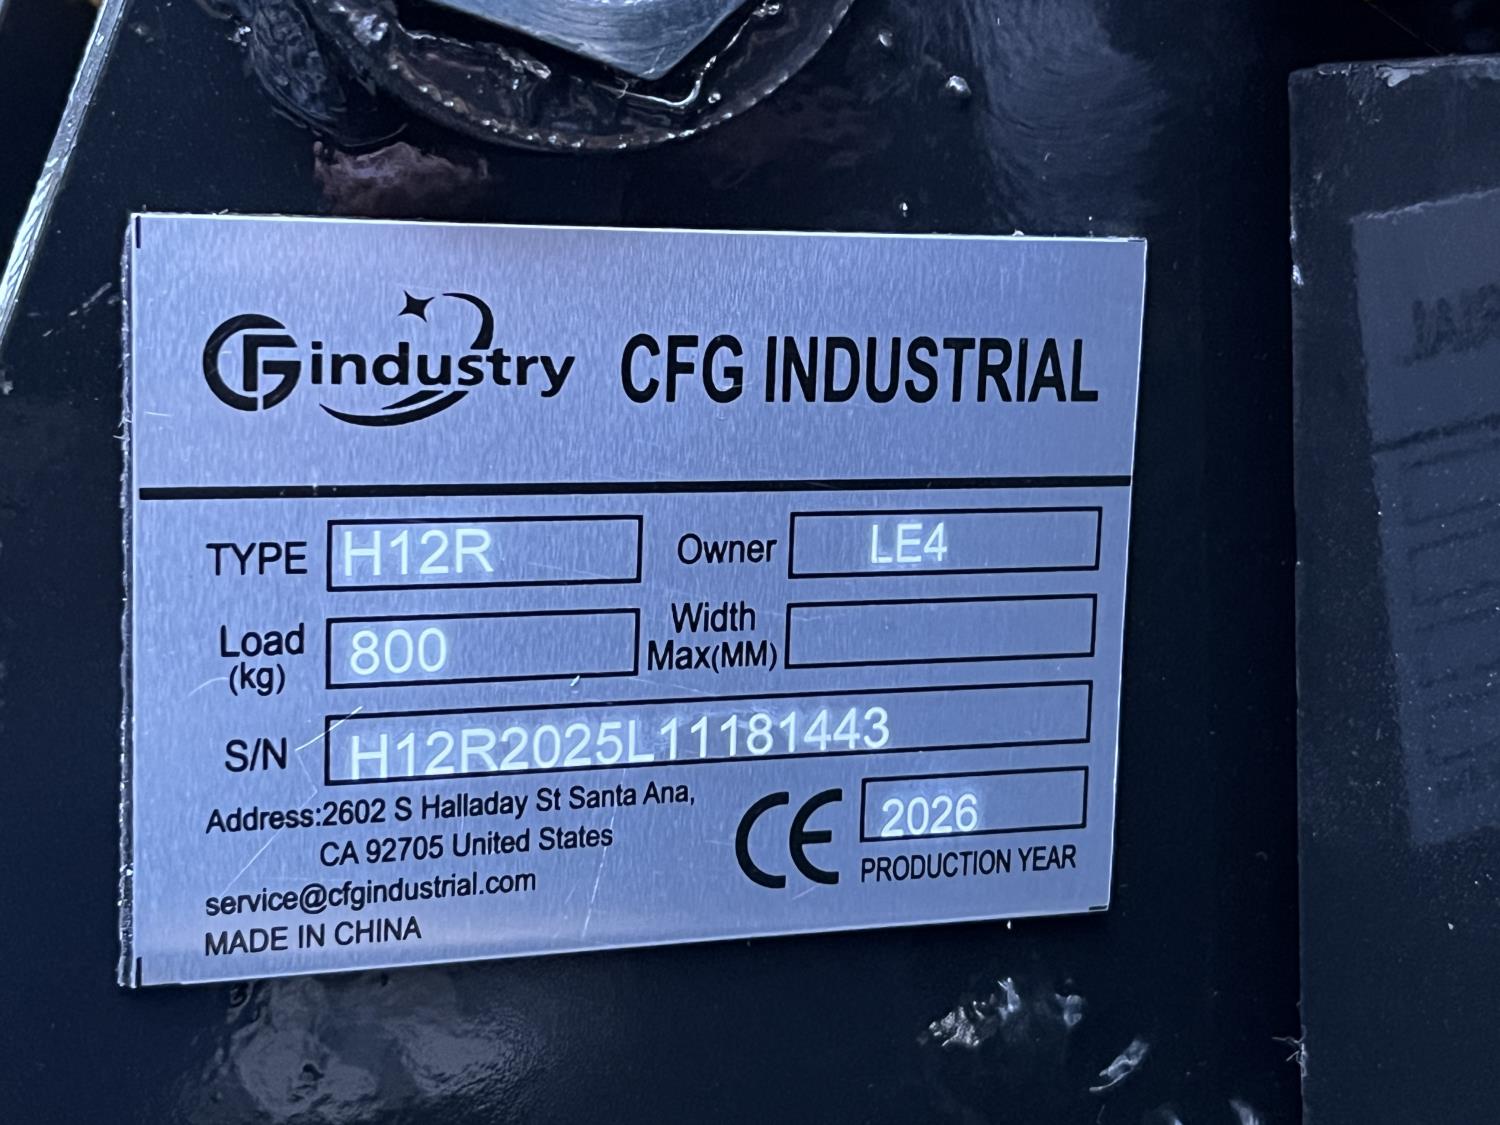 CFGindustry CFG INDUSTRIAL
TYPE H12R Owner LE4
Load (kg) 800 Width Max(MM)
S/N H12R2025L11181443
Address:2602 S Halladay St Santa Ana,
CA 92705 United States
service@cfgindustrial.com
MADE IN CHINA
CE 2026
PRODUCTION YEAR